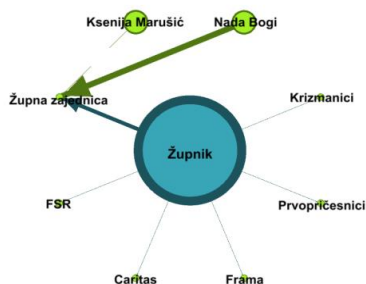 Ksenija Marušić
Nada Bogi
Župna zajednica
Krizmanici
Župnik
FSR
Prvopričesnici
Caritas
Frama